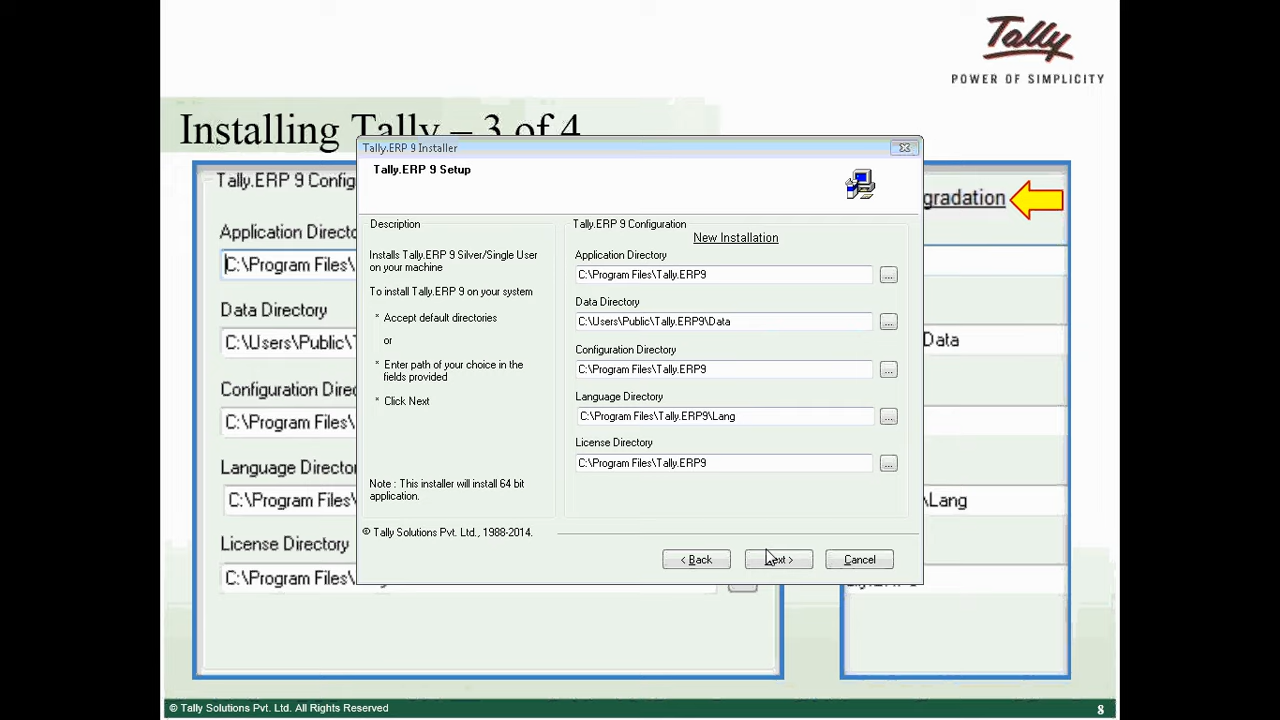 Tally
POWER OF SIMPLICITY
Installing Tally – 3 of 4
Tally.ERP 9 Installer
Tally.ERP 9 Setup
Description
Installs Tally.ERP 9 Silver/Single User
on your machine
To install Tally.ERP 9 on your system
* Accept default directories
or
* Enter path of your choice in the
fields provided
* Click Next
Note : This installer will install 64 bit
application.
© Tally Solutions Pvt. Ltd., 1988-2014.
Tally.ERP 9 Configuration
New Installation
Application Directory
C:\Program Files\Tally.ERP9
...
Data Directory
C:\Users\Public\Tally.ERP9\Data
...
Configuration Directory
C:\Program Files\Tally.ERP9
...
Language Directory
C:\Program Files\Tally.ERP9\Lang
...
License Directory
C:\Program Files\Tally.ERP9
...
< Back
Next >
Cancel
Tally.ERP 9 Config
Application Directo
C:\Program Files\
Data Directory
C:\Users\Public\T
Configuration Direc
C:\Program Files\
Language Director
C:\Program Files\
License Directory
C:\Program Files\
gradation
Data
\Lang
© Tally Solutions Pvt. Ltd. All Rights Reserved
8